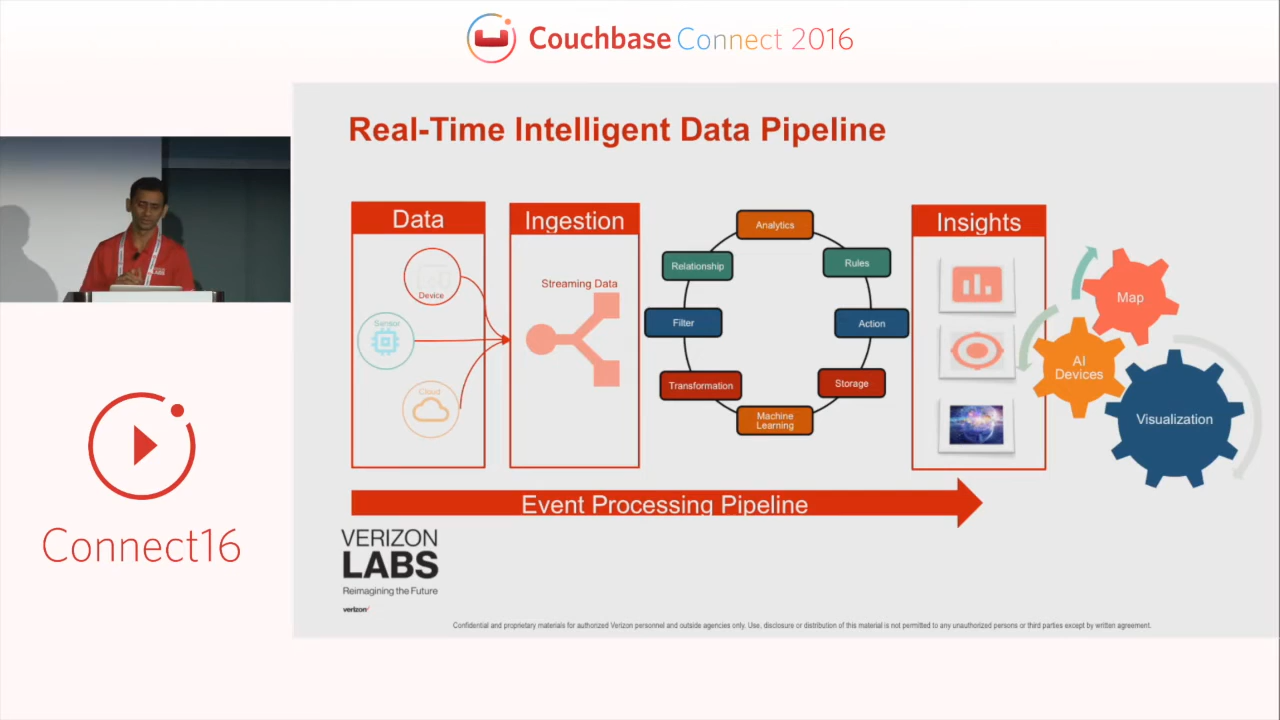 Couchbase Connect 2016
Real-Time Intelligent Data Pipeline
Data
Device
Sensor
Cloud
Ingestion
Streaming Data
Analytics
Relationship
Rules
Filter
Action
Transformation
Storage
Machine
Learning
Insights
Map
AI
Devices
Visualization
Event Processing Pipeline
VERIZON
LABS
Reimagining the Future
verizon
Confidential and proprietary materials for authorized Verizon personnel and outside agencies only. Use, disclosure or distribution of this material is not permitted to any unauthorized persons or third parties except by written agreement.
LABS
Connect16